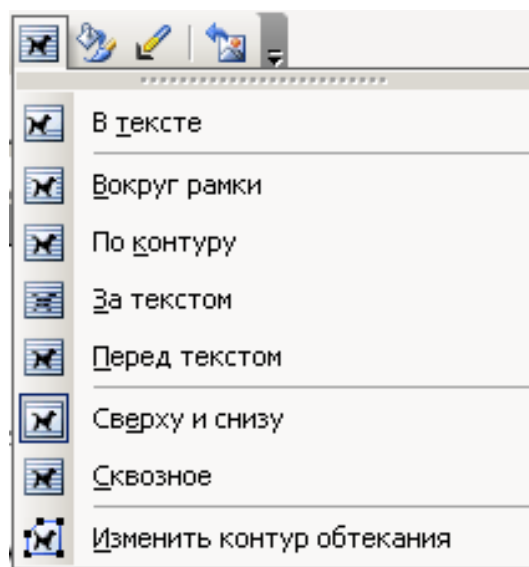 В тексте
Вокруг рамки
По контуру
За текстом
Перед текстом
Сверху и снизу
Сквозное
Изменить контур обтекания